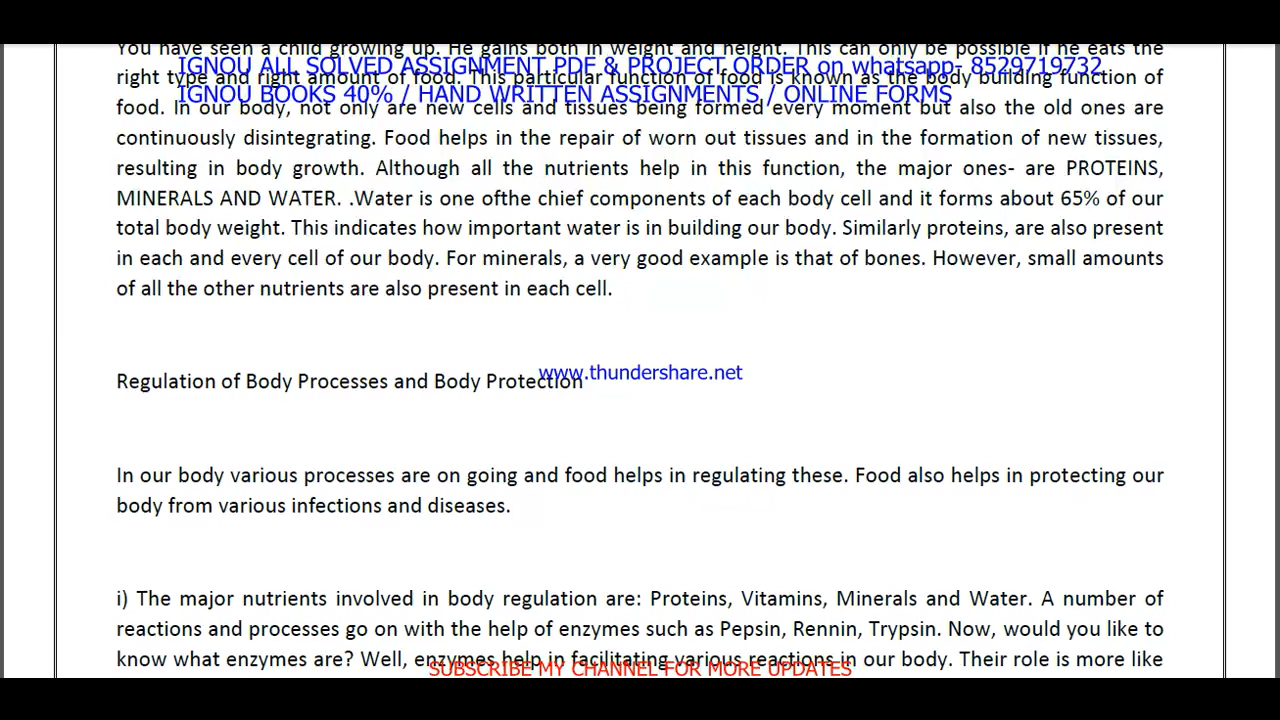 You have seen a child growing up. He gains both in weight and height. This can only be possible if he eats the
IGNOU ALL SOLVED ASSIGNMENT PDF & PROJECT ORDER on whatsapp- 8529719732
right type and right amount of food. This particular function of food is known as the body building function of
IGNOU BOOKS 40% / HAND WRITTEN ASSIGNMENTS / ONLINE FORMS
food. In our body, not only are new cells and tissues being formed every moment but also the old ones are
continuously disintegrating. Food helps in the repair of worn out tissues and in the formation of new tissues,
resulting in body growth. Although all the nutrients help in this function, the major ones- are PROTEINS,
MINERALS AND WATER. .Water is one ofthe chief components of each body cell and it forms about 65% of our
total body weight. This indicates how important water is in building our body. Similarly proteins, are also present
in each and every cell of our body. For minerals, a very good example is that of bones. However, small amounts
of all the other nutrients are also present in each cell.
Regulation of Body Processes and Body Protection
www.thundershare.net
In our body various processes are on going and food helps in regulating these. Food also helps in protecting our
body from various infections and diseases.
i) The major nutrients involved in body regulation are: Proteins, Vitamins, Minerals and Water. A number of
reactions and processes go on with the help of enzymes such as Pepsin, Rennin, Trypsin. Now, would you like to
know what enzymes are? Well, enzymes help in facilitating various reactions in our body. Their role is more like
SUBSCRIBE MY CHANNEL FOR MORE UPDATES